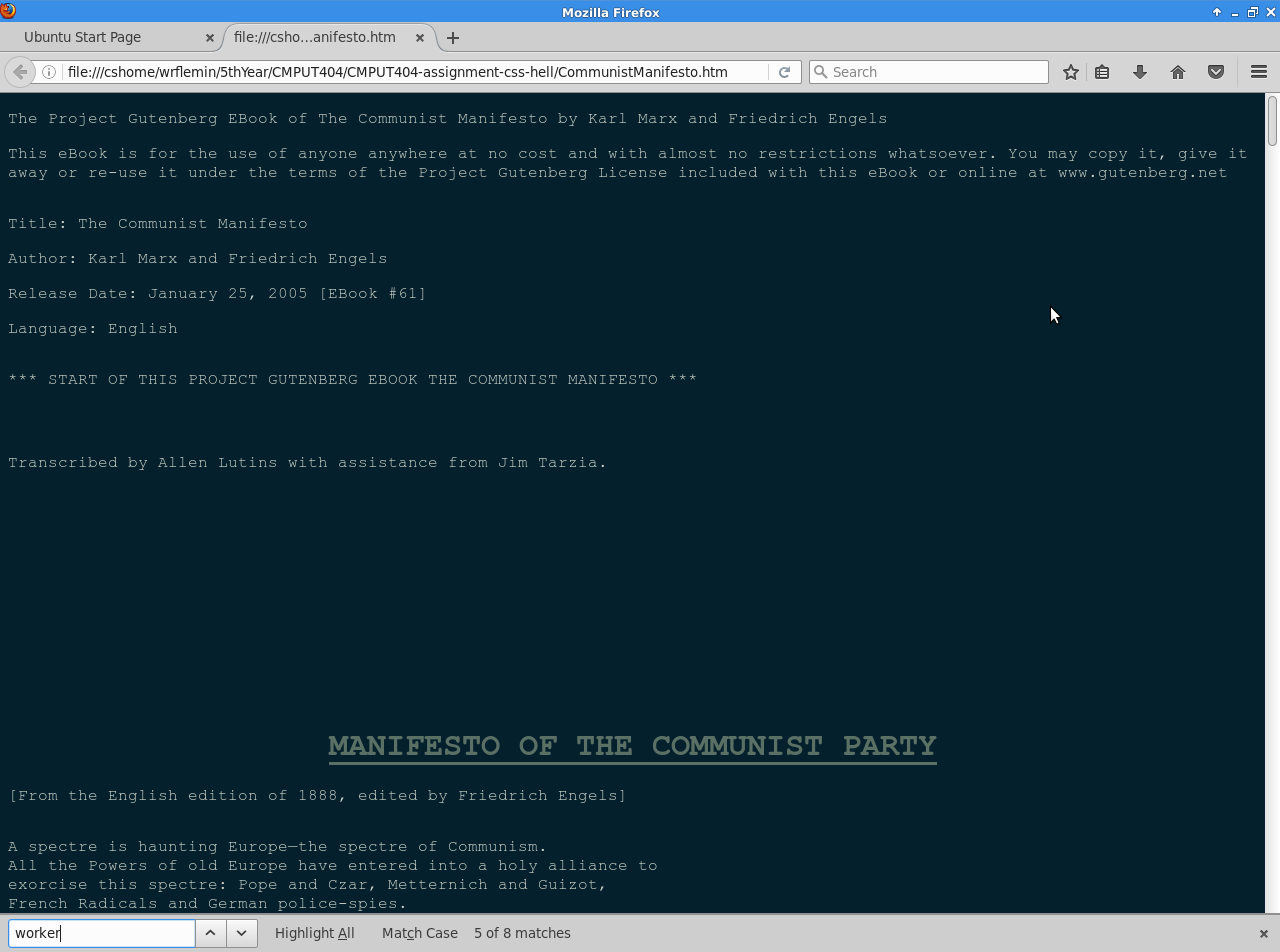 Mozilla Firefox
Ubuntu Start Page
file:///csho...anifesto.htm
file:///cshome/wrflemin/5thYear/CMPUT404/CMPUT404-assignment-css-hell/CommunistManifesto.htm
Search
The Project Gutenberg EBook of The Communist Manifesto by Karl Marx and Friedrich Engels
This eBook is for the use of anyone anywhere at no cost and with almost no restrictions whatsoever. You may copy it, give it
away or re-use it under the terms of the Project Gutenberg License included with this eBook or online at www.gutenberg.net
Title: The Communist Manifesto
Author: Karl Marx and Friedrich Engels
Release Date: January 25, 2005 [EBook #61]
Language: English
*** START OF THIS PROJECT GUTENBERG EBOOK THE COMMUNIST MANIFESTO ***
Transcribed by Allen Lutins with assistance from Jim Tarzia.
MANIFESTO OF THE COMMUNIST PARTY
[From the English edition of 1888, edited by Friedrich Engels]
A spectre is haunting Europe—the spectre of Communism.
All the Powers of old Europe have entered into a holy alliance to
exorcise this spectre: Pope and Czar, Metternich and Guizot,
French Radicals and German police-spies.
worker
Highlight All
Match Case
5 of 8 matches